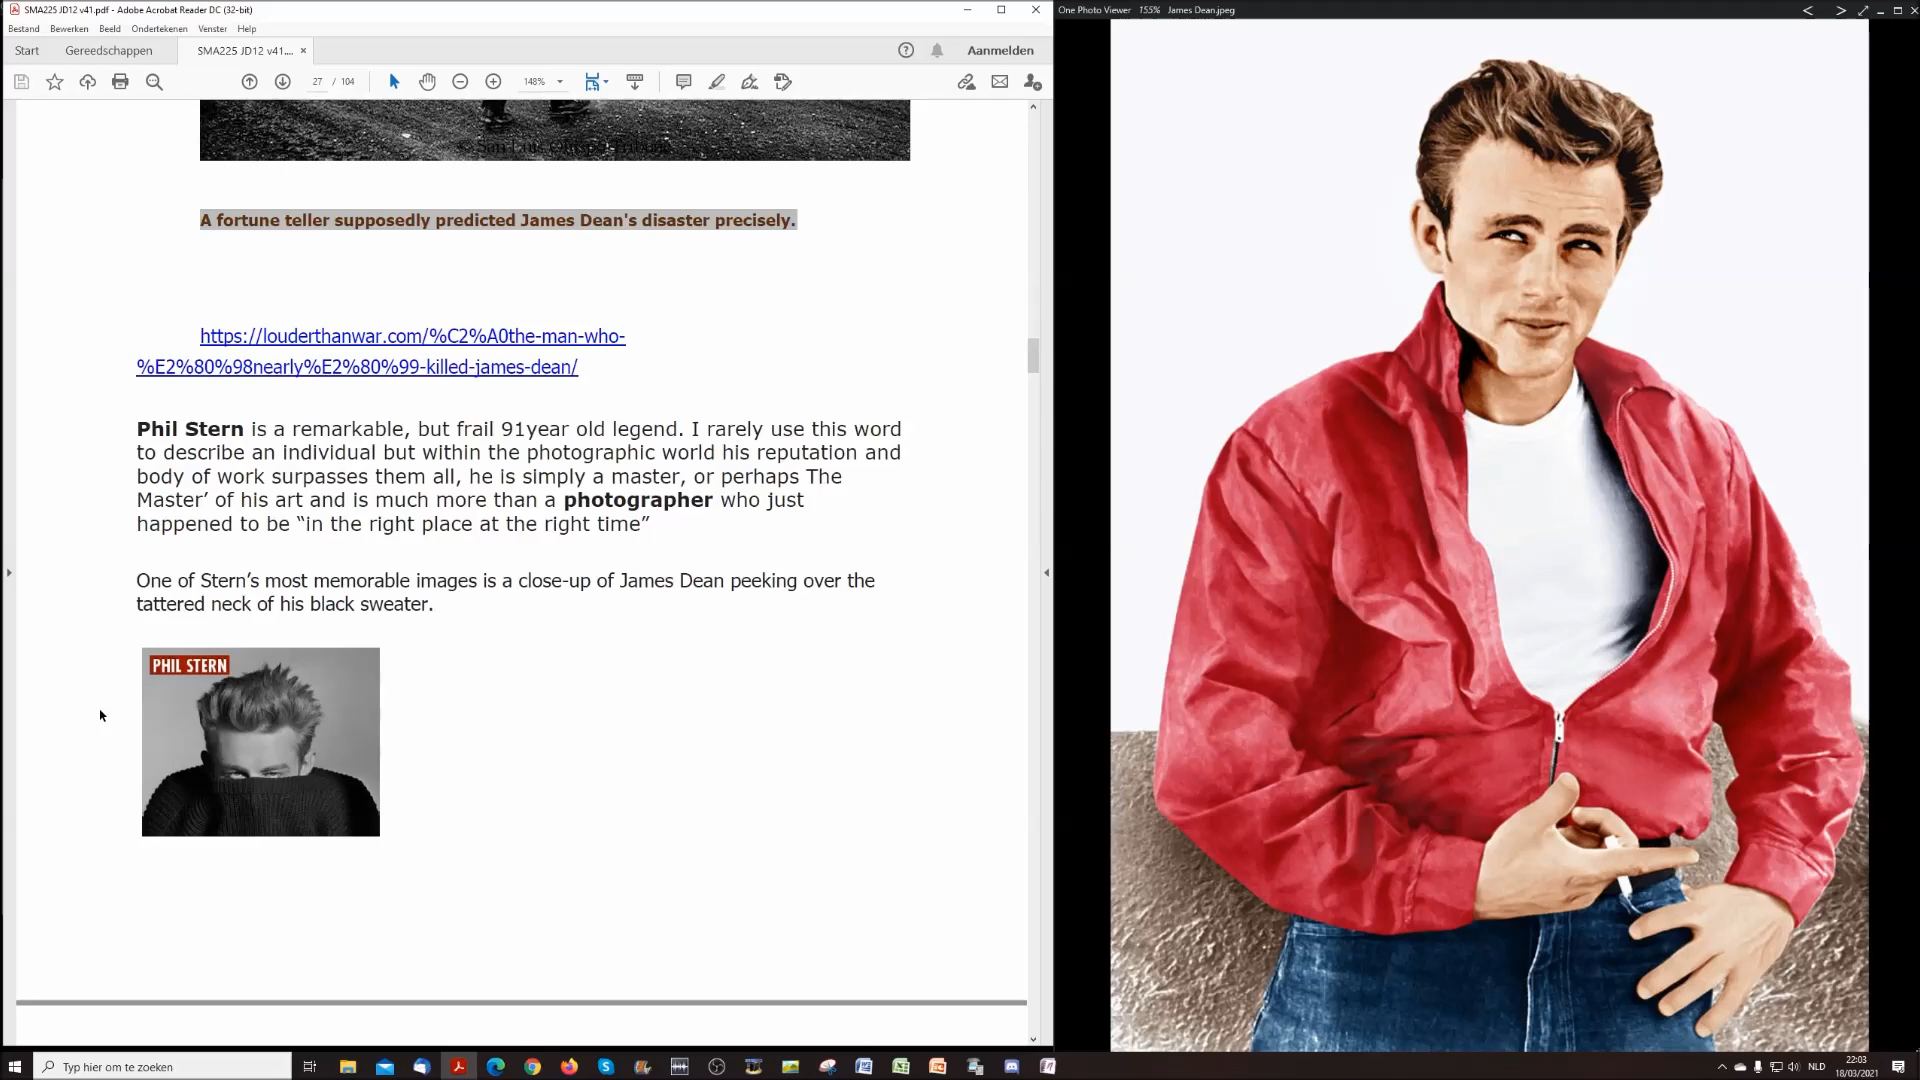 SMA225 JD12 v41.pdf - Adobe Acrobat Reader DC (32-bit)
Bestand Bewerken Beeld Ondertekenen Venster Help
Start Gereedschappen SMA225 JD12 v41.... × Aanmelden
27 / 104 148%
© San Luis Obispo Tribune
A fortune teller supposedly predicted James Dean's disaster precisely.
https://louderthanwar.com/%C2%A0the-man-who-
%E2%80%98nearly%E2%80%99-killed-james-dean/
Phil Stern is a remarkable, but frail 91year old legend. I rarely use this word
to describe an individual but within the photographic world his reputation and
body of work surpasses them all, he is simply a master, or perhaps The
Master’ of his art and is much more than a photographer who just
happened to be “in the right place at the right time”
One of Stern’s most memorable images is a close-up of James Dean peeking over the
tattered neck of his black sweater.
PHIL STERN
One Photo Viewer 155% James Dean.jpeg
Typ hier om te zoeken
NLD
22:03
18/03/2021